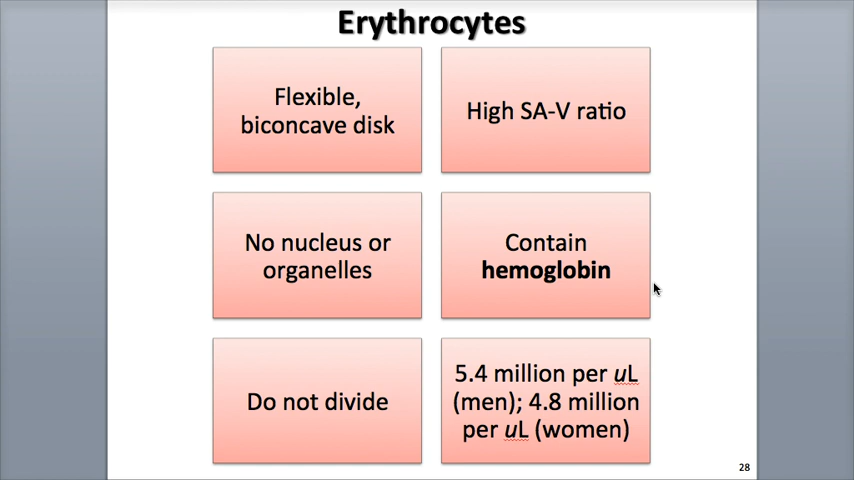 Erythrocytes
Flexible,
biconcave disk
High SA-V ratio
No nucleus or
organelles
Contain
hemoglobin
Do not divide
5.4 million per uL
(men); 4.8 million
per uL (women)
28